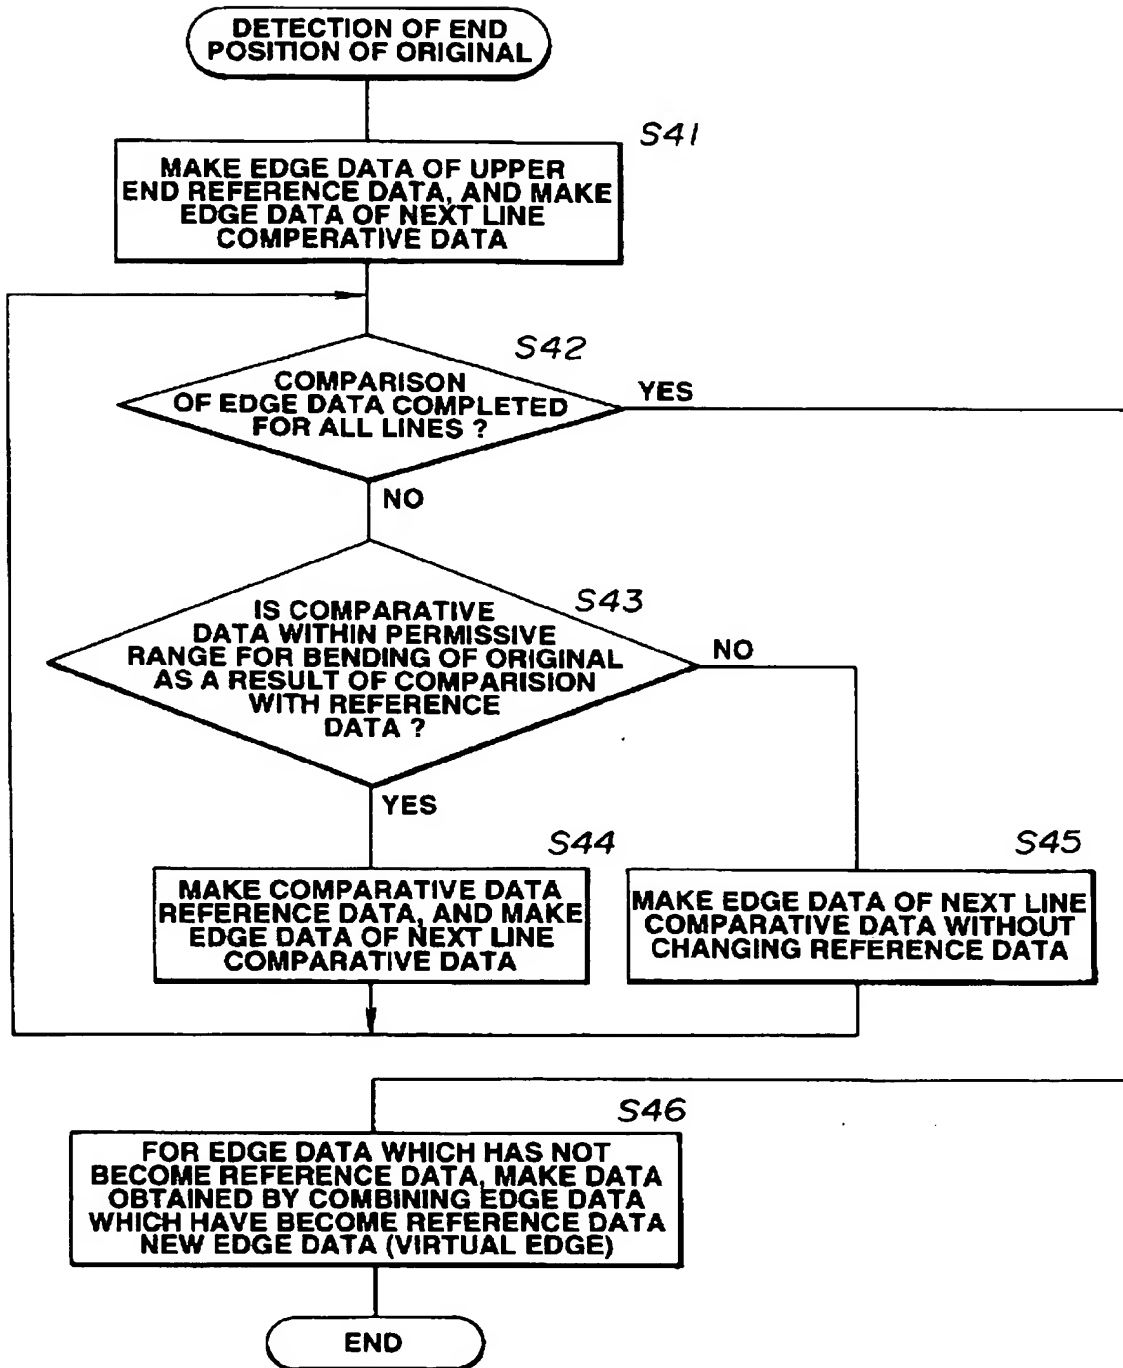 DETECTION OF END
POSITION OF ORIGINAL
S41
MAKE EDGE DATA OF UPPER
END REFERENCE DATA, AND MAKE
EDGE DATA OF NEXT LINE
COMPERATIVE DATA
S42
COMPARISON
OF EDGE DATA COMPLETED
FOR ALL LINES ?
YES
NO
S43
IS COMPARATIVE
DATA WITHIN PERMISSIVE
RANGE FOR BENDING OF ORIGINAL
AS A RESULT OF COMPARISION
WITH REFERENCE
DATA ?
NO
YES
S44
MAKE COMPARATIVE DATA
REFERENCE DATA, AND MAKE
EDGE DATA OF NEXT LINE
COMPARATIVE DATA
S45
MAKE EDGE DATA OF NEXT LINE
COMPARATIVE DATA WITHOUT
CHANGING REFERENCE DATA
S46
FOR EDGE DATA WHICH HAS NOT
BECOME REFERENCE DATA, MAKE DATA
OBTAINED BY COMBINING EDGE DATA
WHICH HAVE BECOME REFERENCE DATA
NEW EDGE DATA (VIRTUAL EDGE)
END